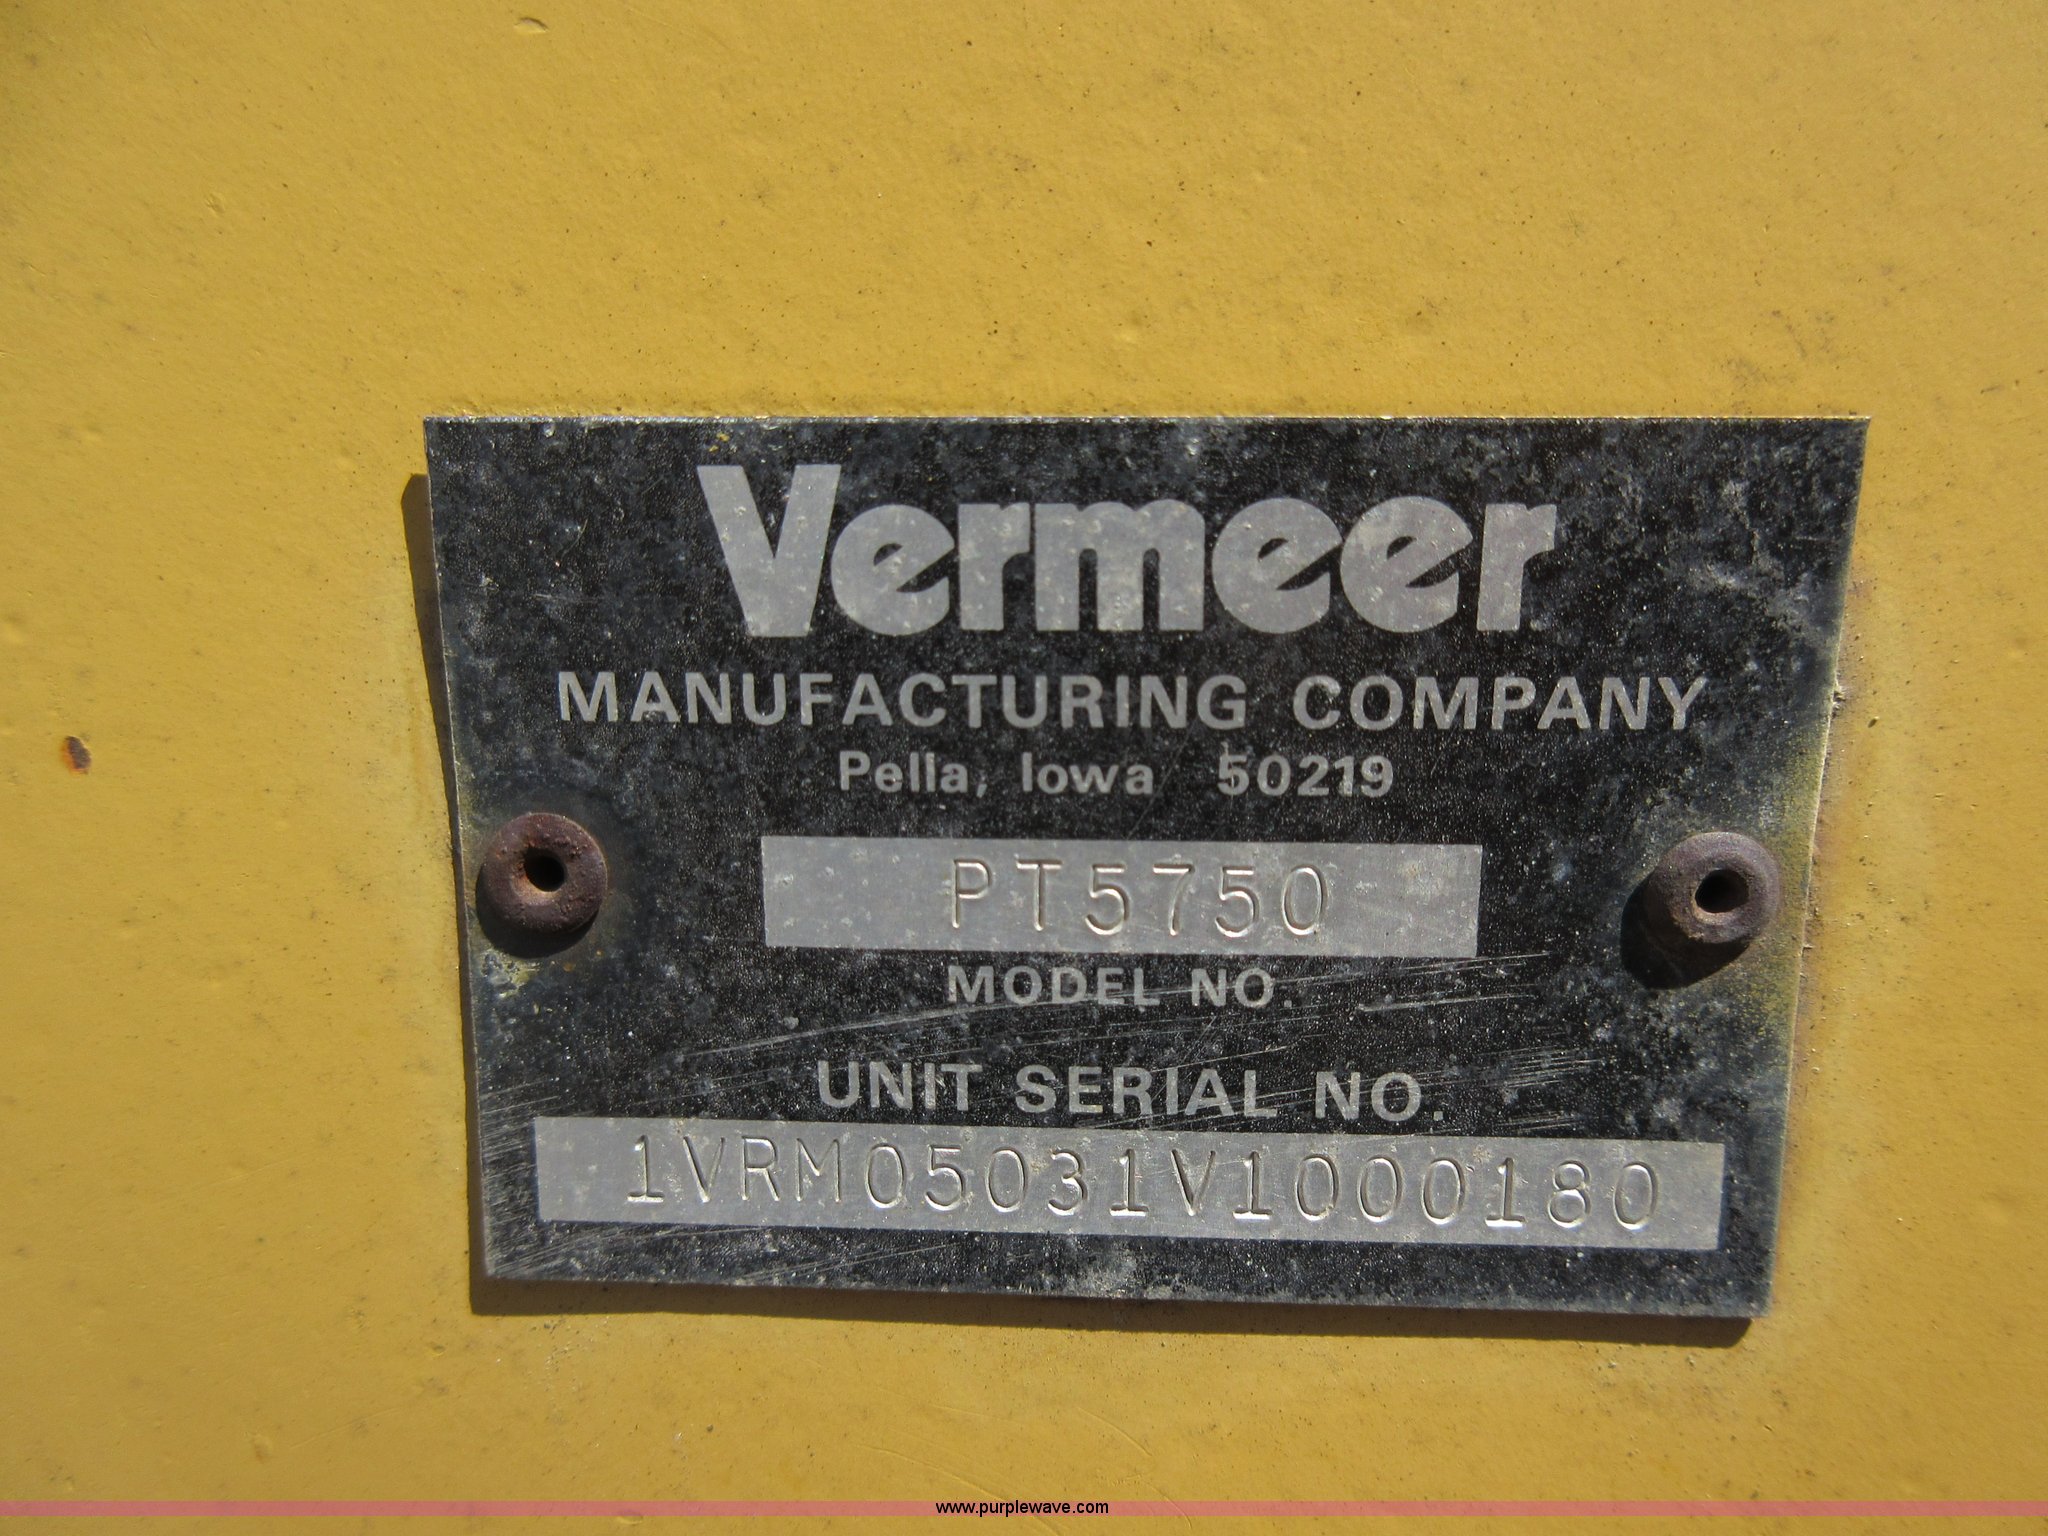 Vermeer
MANUFACTURING COMPANY
Pella, Iowa 50219
PT5750
MODEL NO.
UNIT SERIAL NO.
1VRM05031V1000180
www.purplewave.com